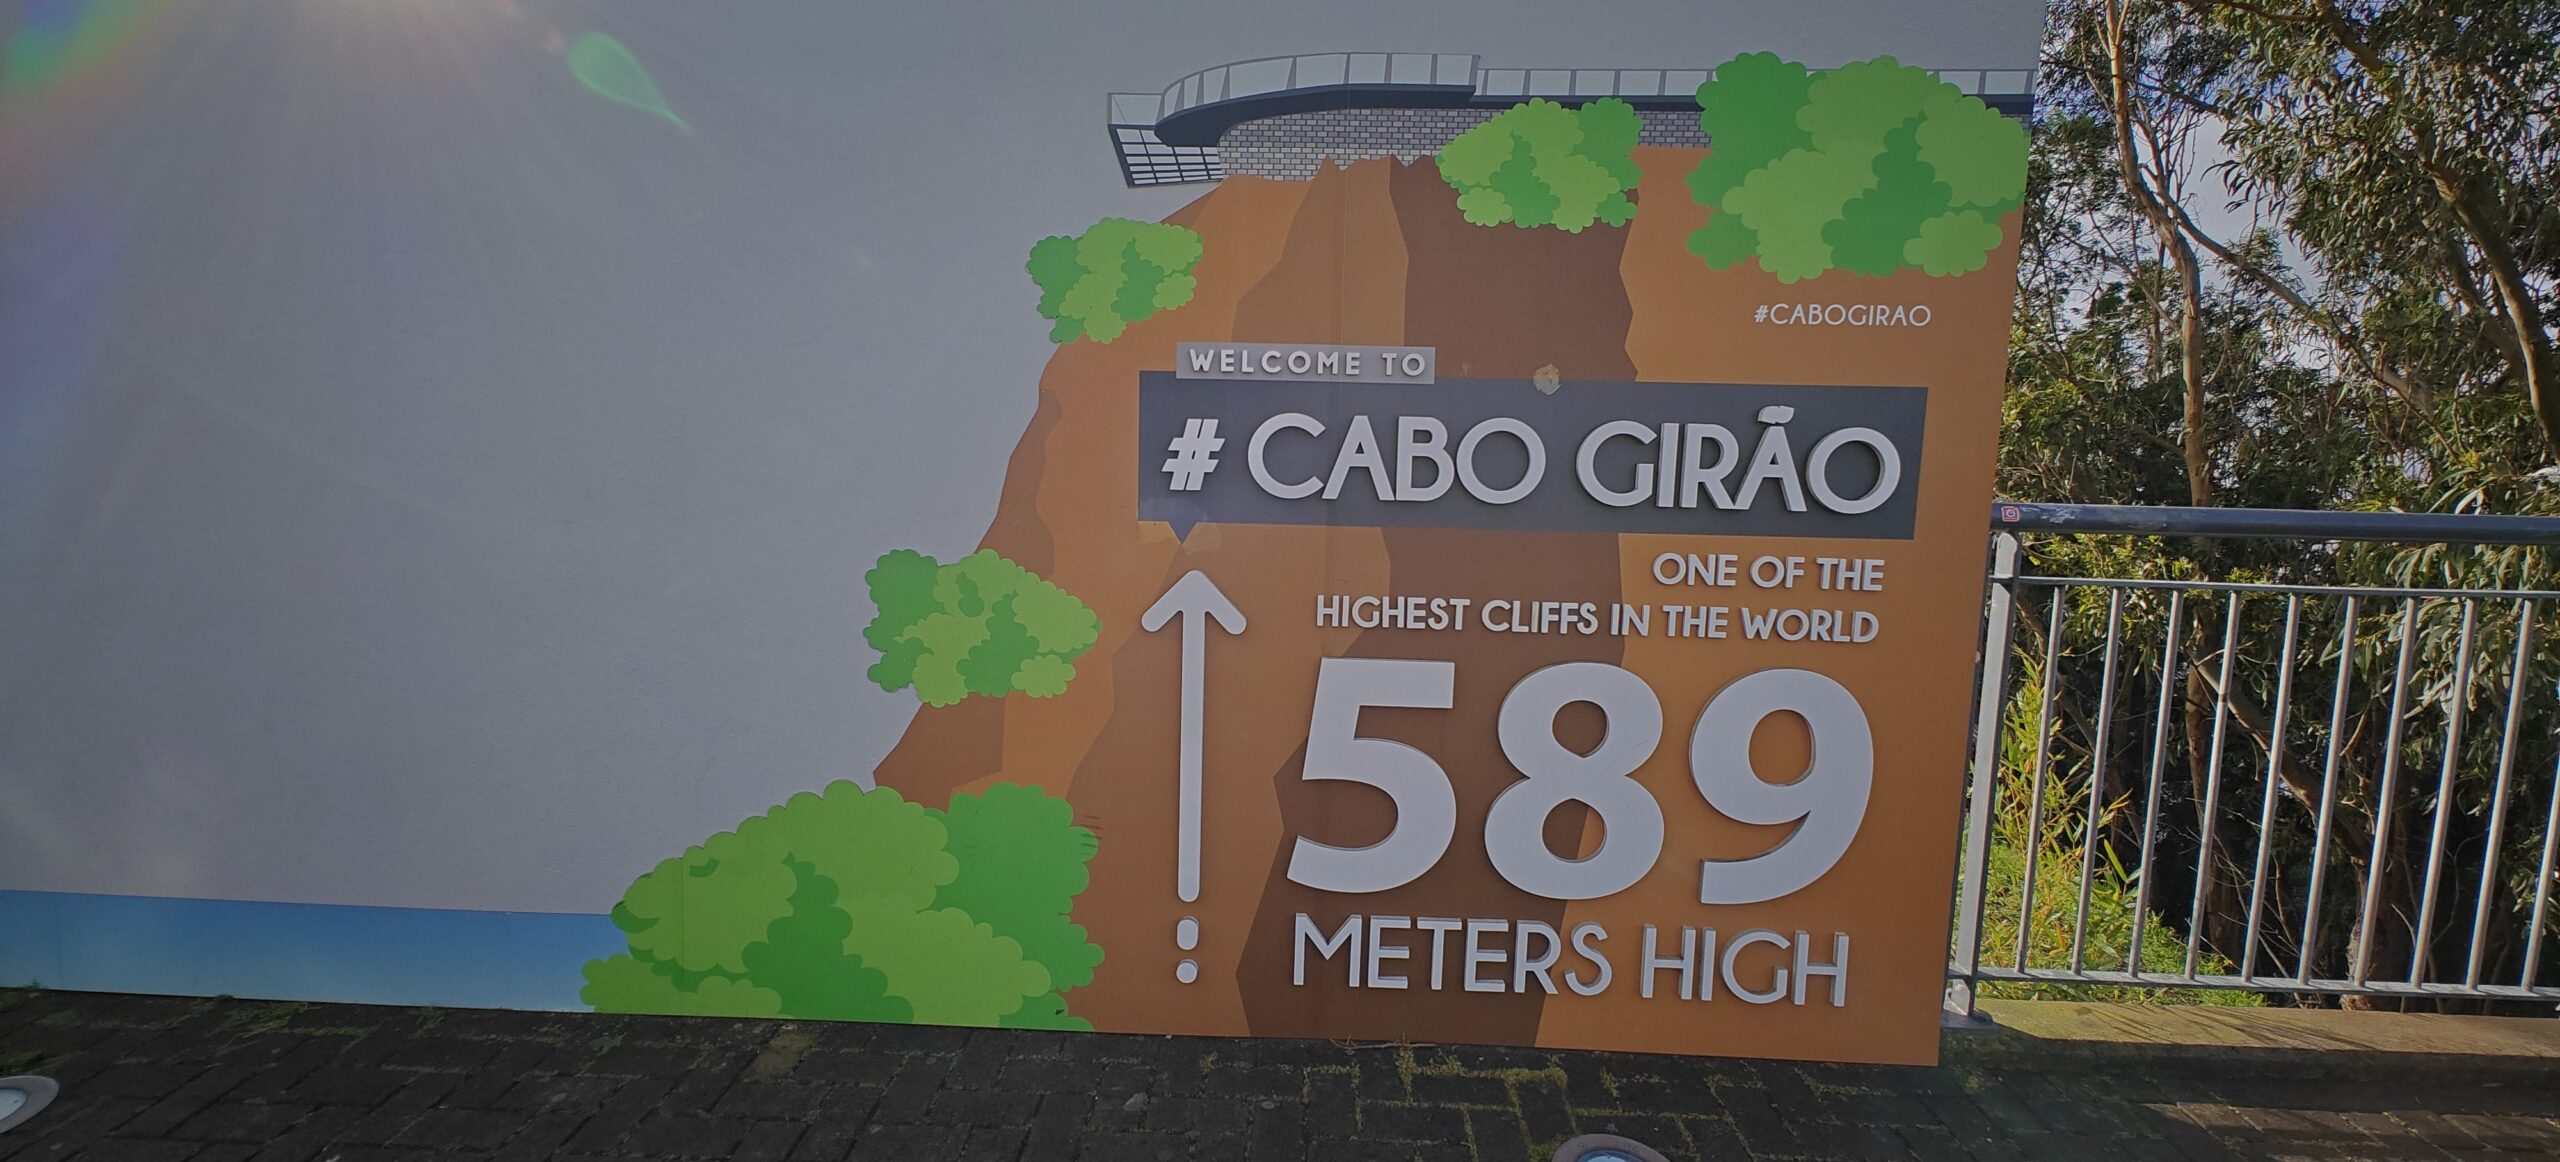 #CABOGIRAO
WELCOME TO
# CABO GIRÃO
ONE OF THE
HIGHEST CLIFFS IN THE WORLD
589
METERS HIGH